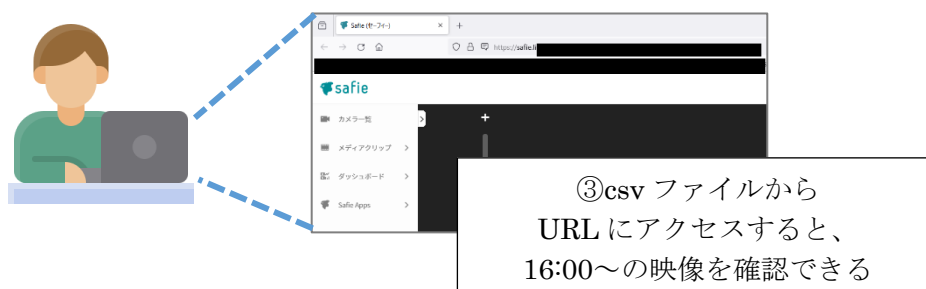 Safie (セーフィー) × +
https://safie.li
safie
カメラ一覧
メディアクリップ >
ダッシュボード >
Safie Apps >
③csv ファイルから
URL にアクセスすると、
16:00～の映像を確認できる